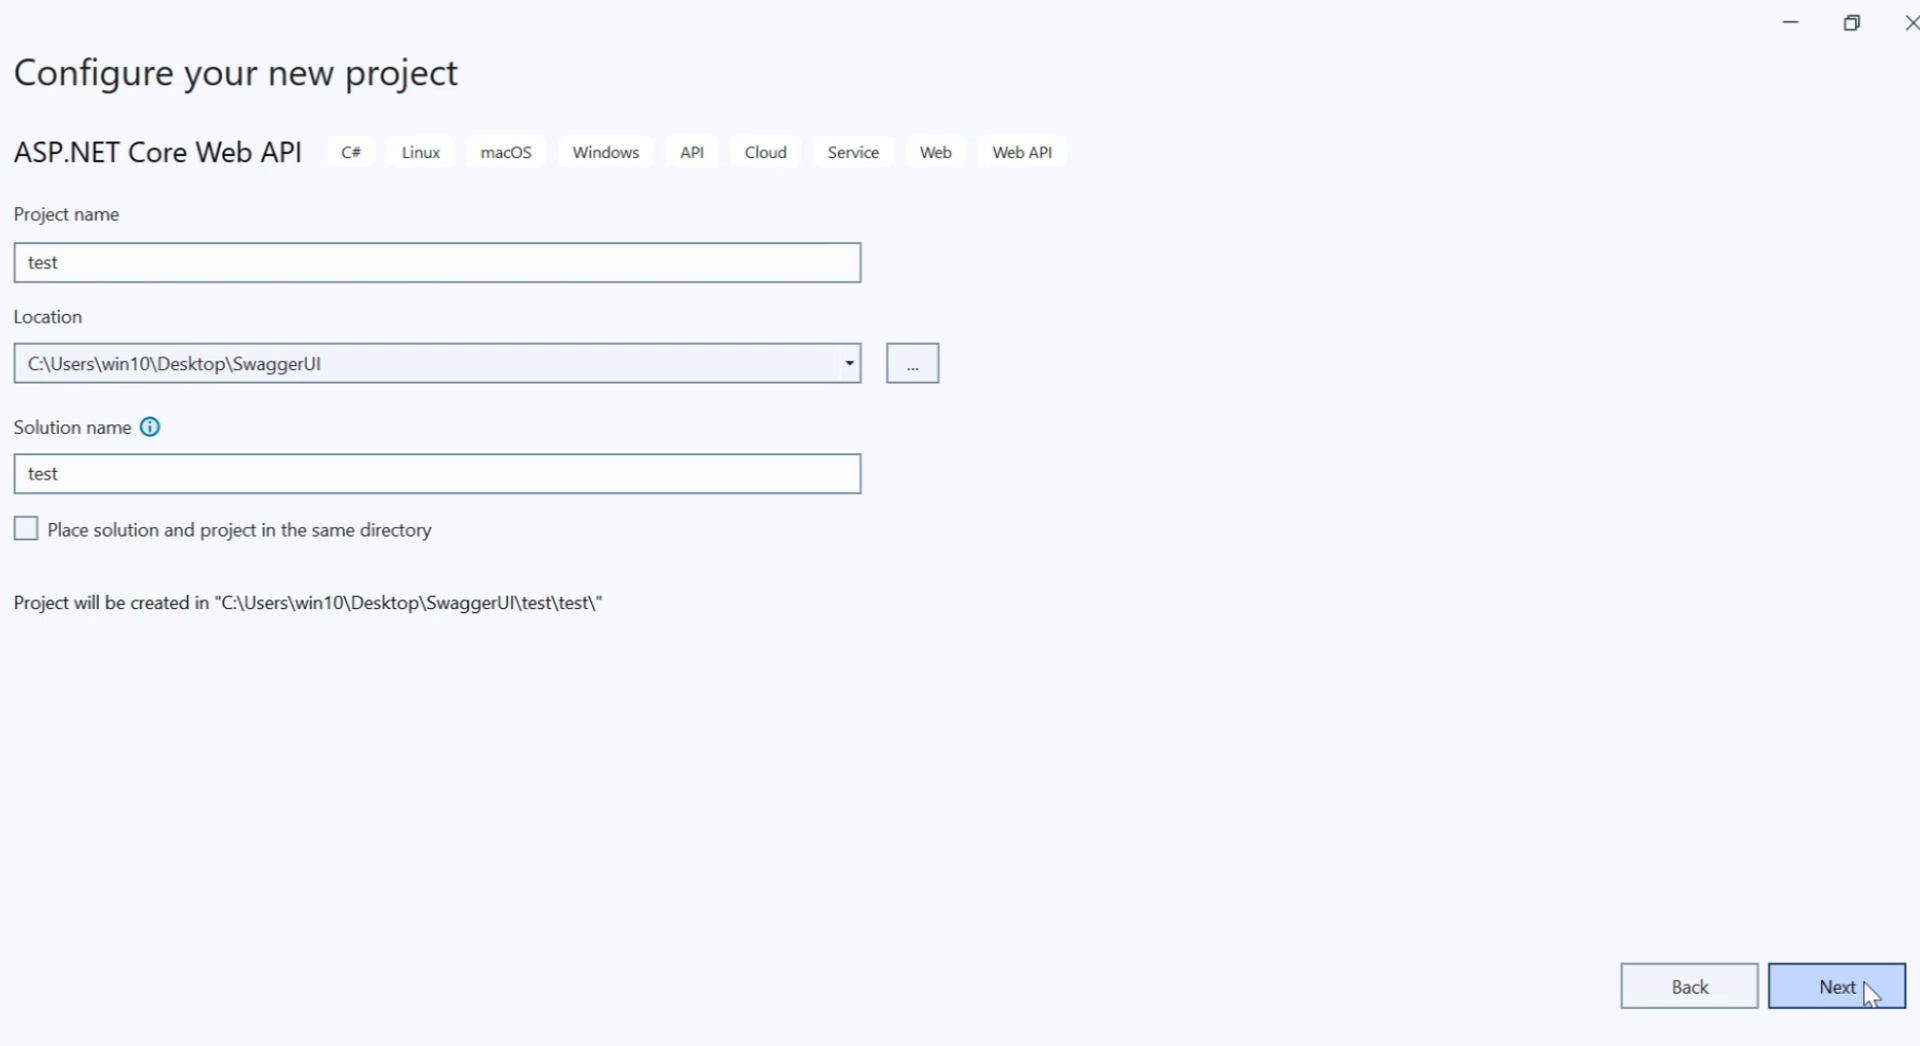 Configure your new project
ASP.NET Core Web API C# Linux macOS Windows API Cloud Service Web Web API
Project name
test
Location
C:\Users\win10\Desktop\SwaggerUI
...
Solution name
test
Place solution and project in the same directory
Project will be created in "C:\Users\win10\Desktop\SwaggerUI\test\test\"
Back Next